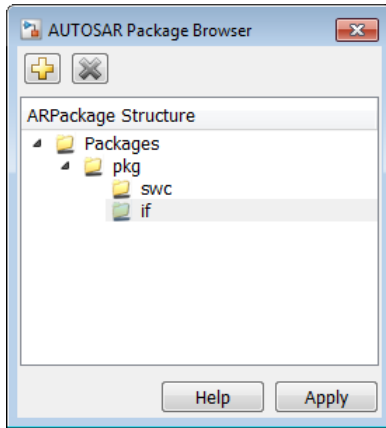 AUTOSAR Package Browser
ARPackage Structure
Packages
pkg
swc
if
Help Apply